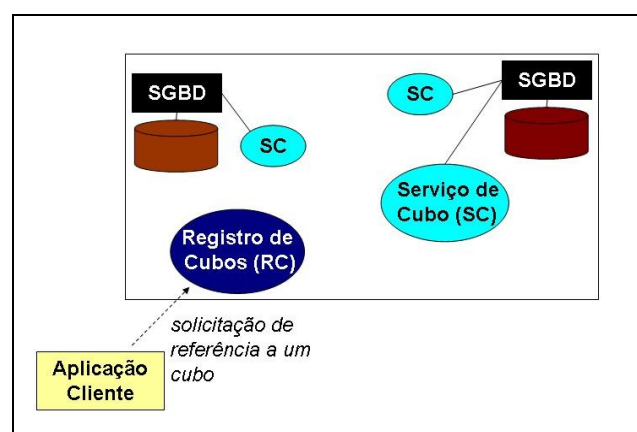 SGBD
SC
SC
SGBD
Serviço de
Cubo (SC)
Registro de
Cubos (RC)
solicitação de
referência a um
cubo
Aplicação
Cliente